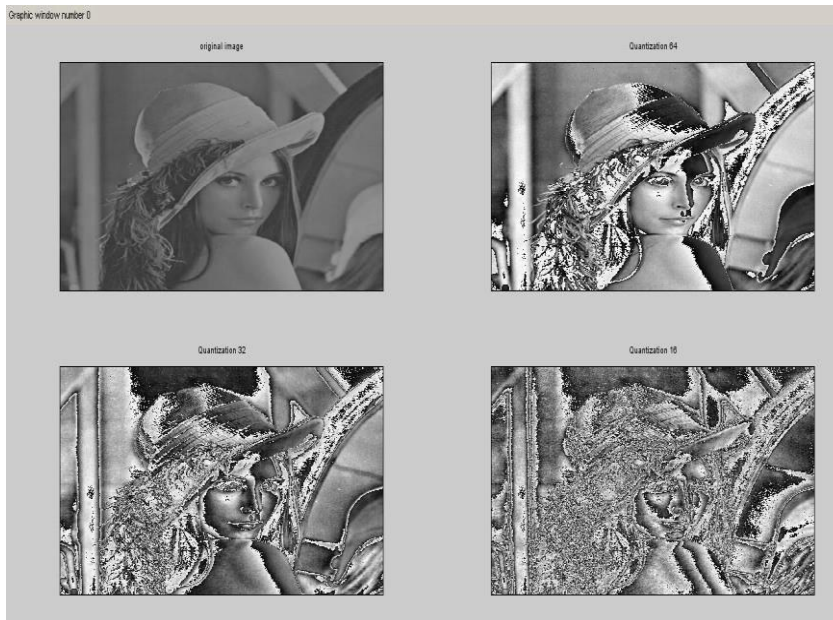 Graphic window number 0
original image
Quantization 64
Quantization 32
Quantization 16